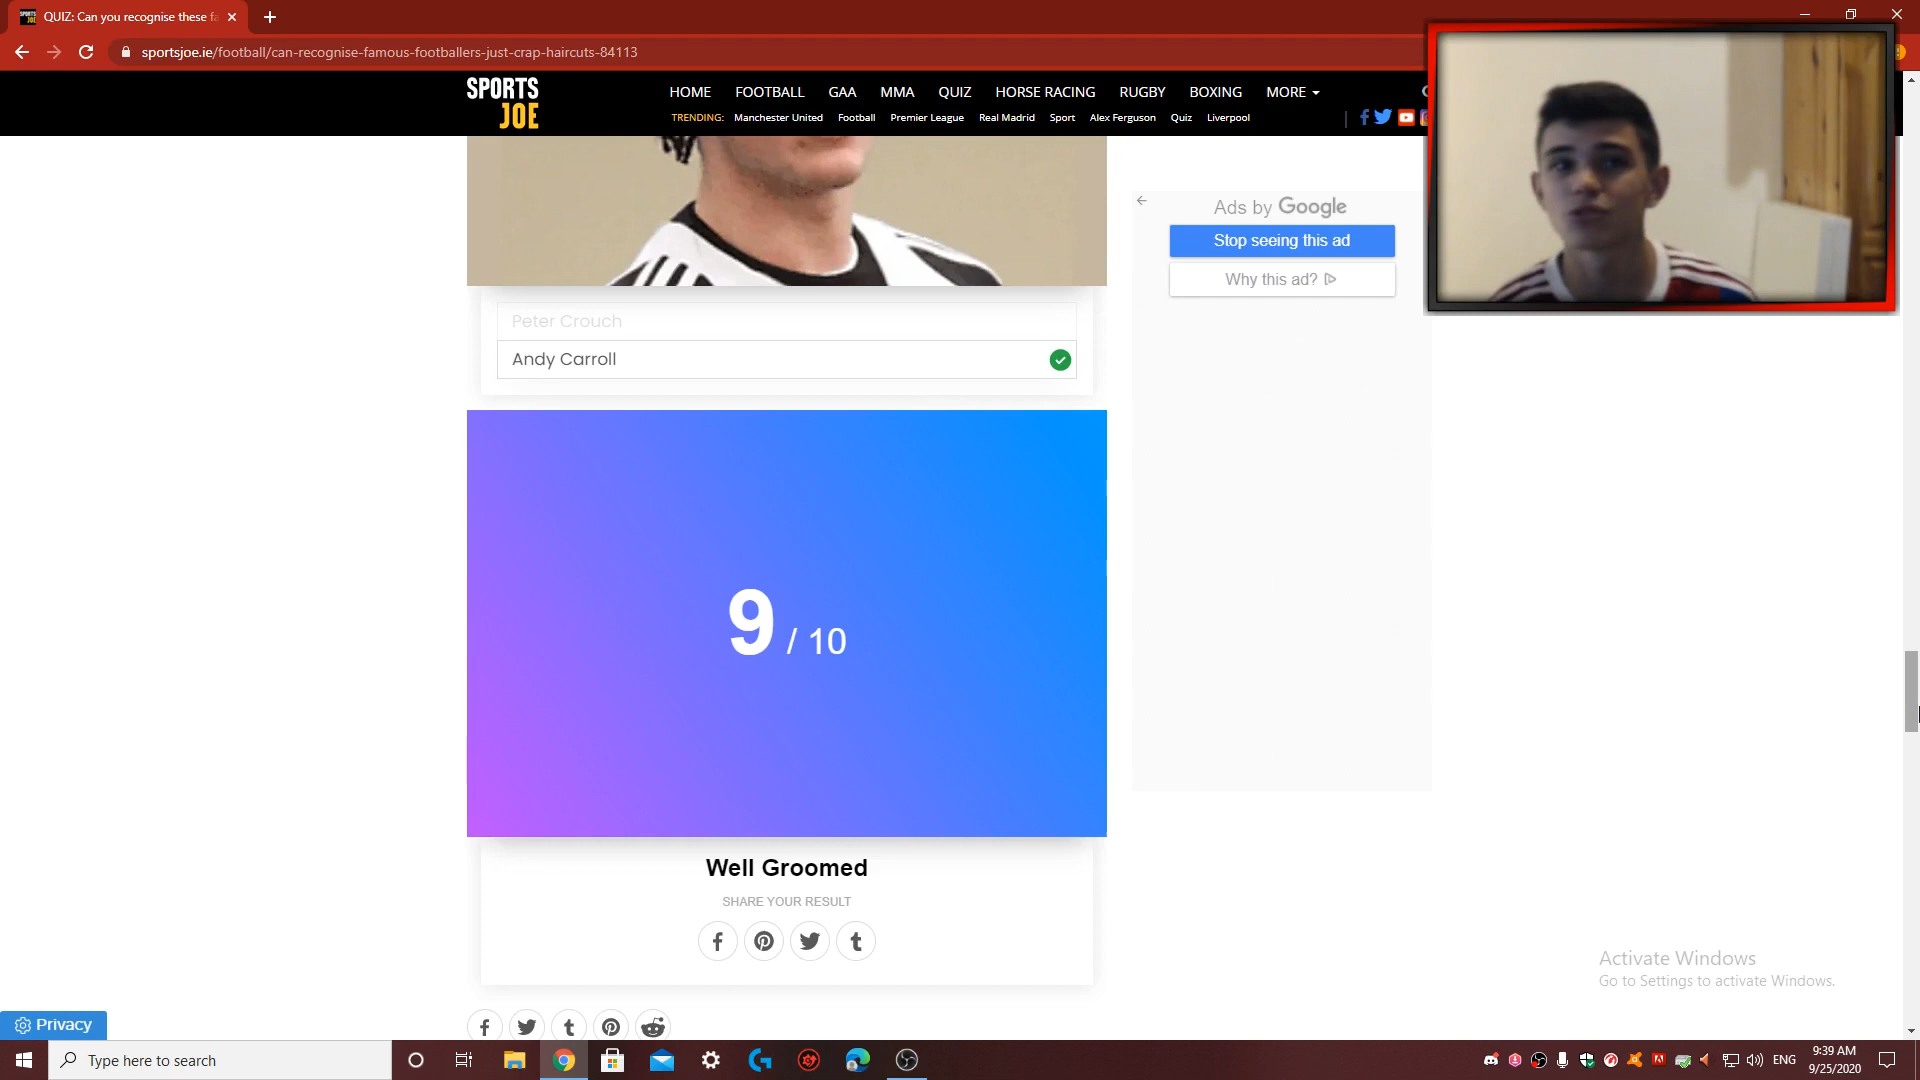 QUIZ: Can you recognise these fa
sportsjoe.ie/football/can-recognise-famous-footballers-just-crap-haircuts-84113
SPORTS
JOE
HOME FOOTBALL GAA MMA QUIZ HORSE RACING RUGBY BOXING MORE
TRENDING: Manchester United Football Premier League Real Madrid Sport Alex Ferguson Quiz Liverpool
Ads by Google
Stop seeing this ad
Why this ad?
Peter Crouch
Andy Carroll
9 / 10
Well Groomed
SHARE YOUR RESULT
Activate Windows
Go to Settings to activate Windows.
Privacy
Type here to search
ENG
9:39 AM
9/25/2020